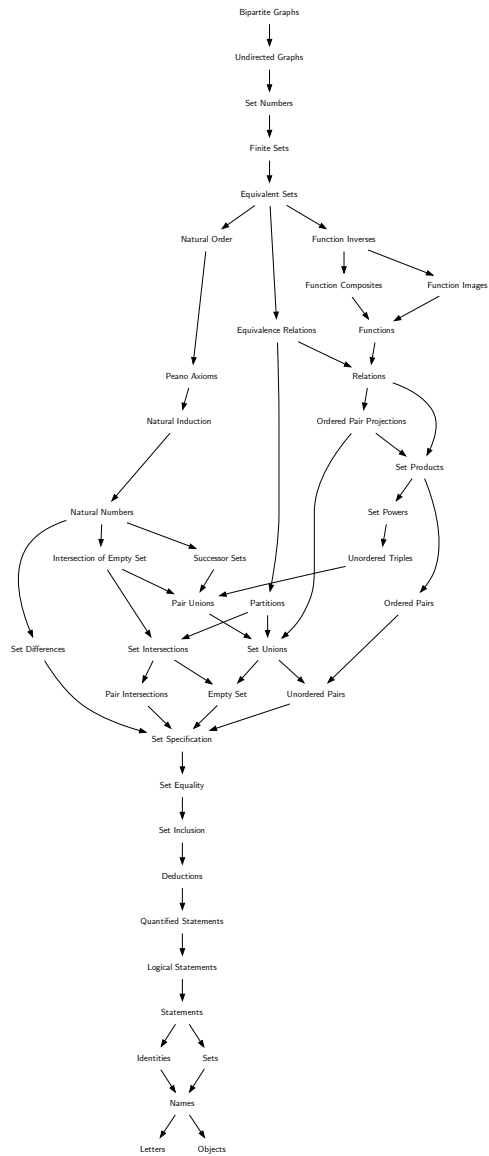 Bipartite Graphs
Undirected Graphs
Set Numbers
Finite Sets
Equivalent Sets
Natural Order
Function Inverses
Function Composites
Function Images
Equivalence Relations
Functions
Peano Axioms
Relations
Natural Induction
Ordered Pair Projections
Set Products
Natural Numbers
Set Powers
Intersection of Empty Set
Successor Sets
Unordered Triples
Pair Unions
Partitions
Ordered Pairs
Set Differences
Set Intersections
Set Unions
Pair Intersections
Empty Set
Unordered Pairs
Set Specification
Set Equality
Set Inclusion
Deductions
Quantified Statements
Logical Statements
Statements
Identities
Sets
Names
Letters
Objects